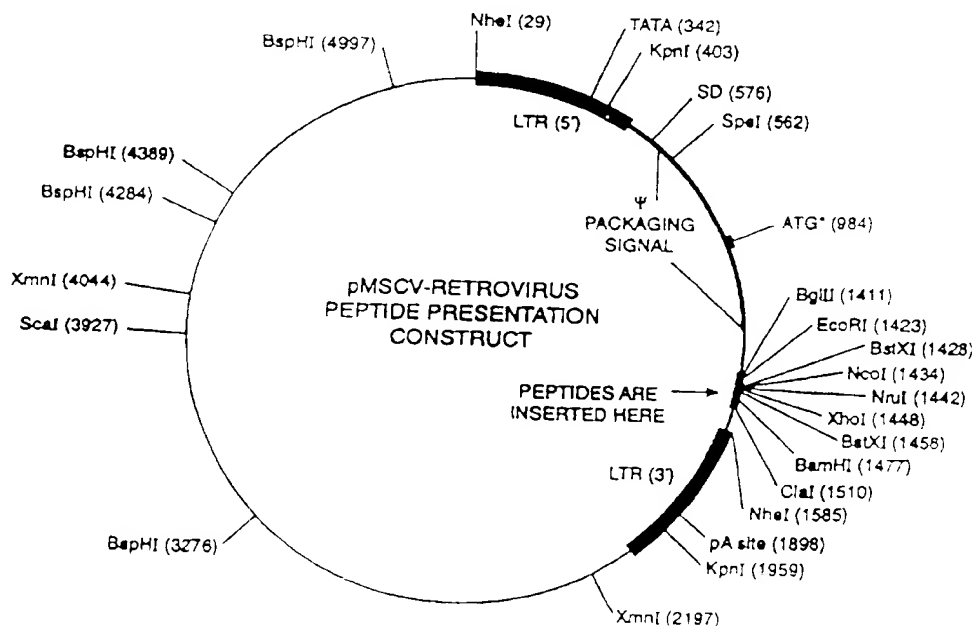 NheI (29)
TATA (342)
KpnI (403)
SD (576)
SpeI (562)
ATG* (984)
BglII (1411)
EcoRI (1423)
BstXI (1428)
NcoI (1434)
NruI (1442)
XhoI (1448)
BstXI (1458)
BamHI (1477)
ClaI (1510)
NheI (1585)
pA site (1898)
KpnI (1959)
XmnI (2197)
BspHI (3276)
ScaI (3927)
XmnI (4044)
BspHI (4284)
BspHI (4389)
BspHI (4997)
LTR (5')
Ψ
PACKAGING
SIGNAL
pMSCV-RETROVIRUS
PEPTIDE PRESENTATION
CONSTRUCT
PEPTIDES ARE
INSERTED HERE
LTR (3')